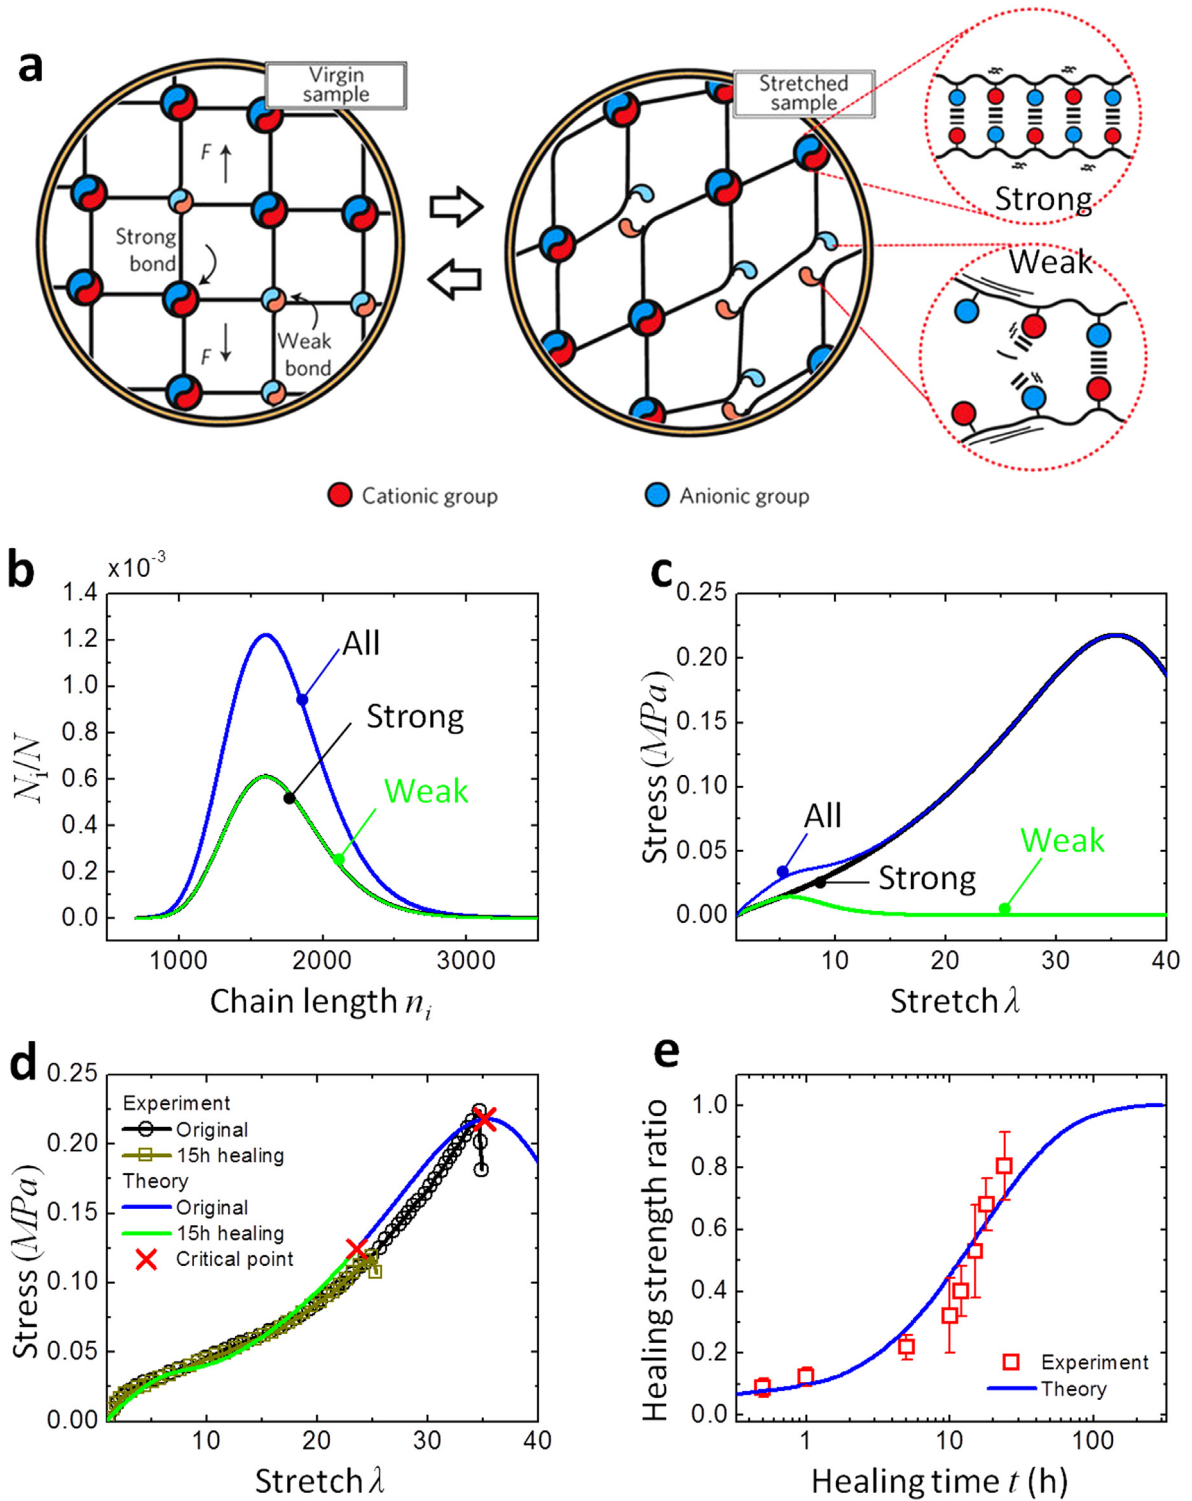 a
Virgin
sample
Stretched
sample
F
Strong
bond
F
Weak
bond
Strong
Weak
Cationic group
Anionic group
b
x10-3
1.4
1.2
1.0
0.8
0.6
0.4
0.2
0.0
Ni/N
All
Strong
Weak
1000
2000
3000
Chain length ni
c
0.25
0.20
0.15
0.10
0.05
0.00
Stress (MPa)
All
Strong
Weak
10
20
30
40
Stretch λ
d
0.25
0.20
0.15
0.10
0.05
0.00
Stress (MPa)
Experiment
Original
15h healing
Theory
Original
15h healing
Critical point
10
20
30
40
Stretch λ
e
1.0
0.8
0.6
0.4
0.2
0.0
Healing strength ratio
Experiment
Theory
1
10
100
Healing time t (h)